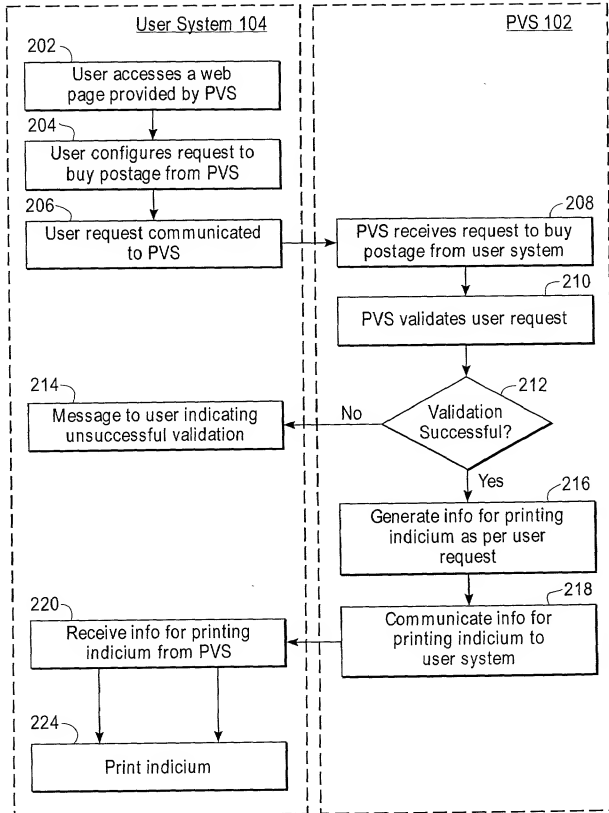 User System 104
PVS 102
202
User accesses a web
page provided by PVS
204
User configures request to
buy postage from PVS
206
User request communicated
to PVS
208
PVS receives request to buy
postage from user system
210
PVS validates user request
212
Validation
Successful?
No
214
Message to user indicating
unsuccessful validation
Yes
216
Generate info for printing
indicium as per user
request
218
Communicate info for
printing indicium to
user system
220
Receive info for printing
indicium from PVS
224
Print indicium